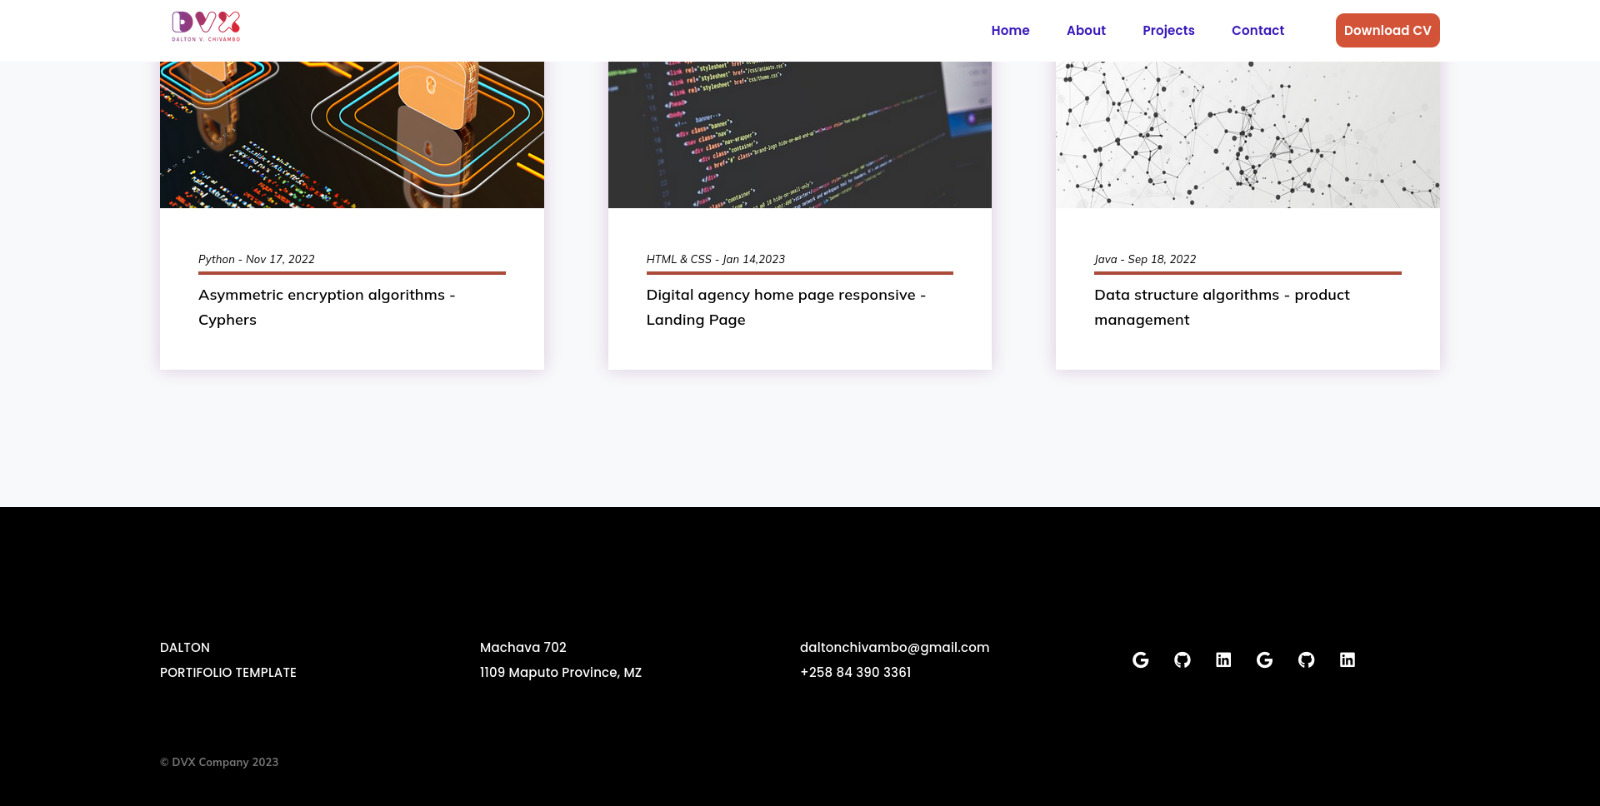 DVX
DALTON V. CHIVAMBO
Home
About
Projects
Contact
Download CV
Python - Nov 17, 2022
Asymmetric encryption algorithms -
Cyphers
HTML & CSS - Jan 14,2023
Digital agency home page responsive -
Landing Page
Java - Sep 18, 2022
Data structure algorithms - product
management
DALTON
PORTIFOLIO TEMPLATE
Machava 702
1109 Maputo Province, MZ
daltonchivambo@gmail.com
+258 84 390 3361
© DVX Company 2023